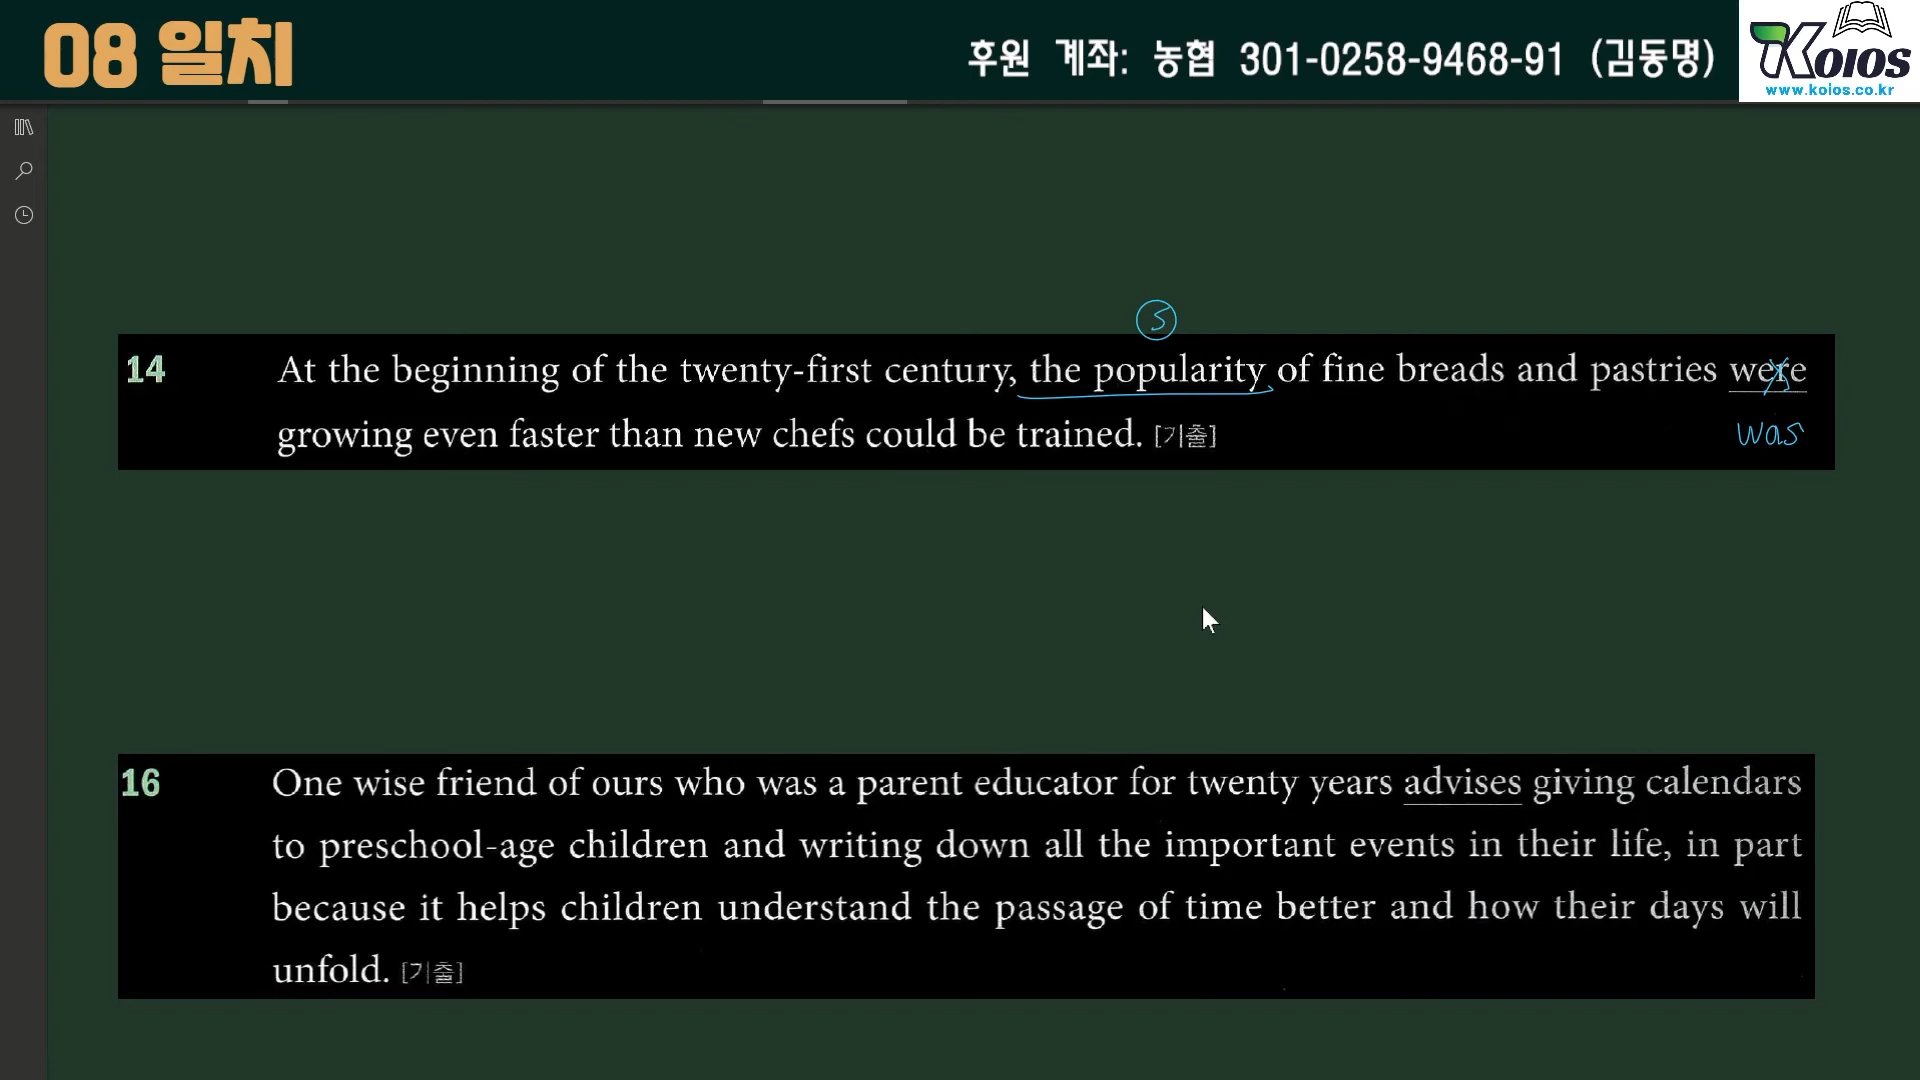 08 일치
후원 계좌: 농협 301-0258-9468-91 (김동명)
KOIOS
www.koios.co.kr
S
14 At the beginning of the twenty-first century, the popularity of fine breads and pastries were
growing even faster than new chefs could be trained. [기출]
was
16 One wise friend of ours who was a parent educator for twenty years advises giving calendars
to preschool-age children and writing down all the important events in their life, in part
because it helps children understand the passage of time better and how their days will
unfold. [기출]